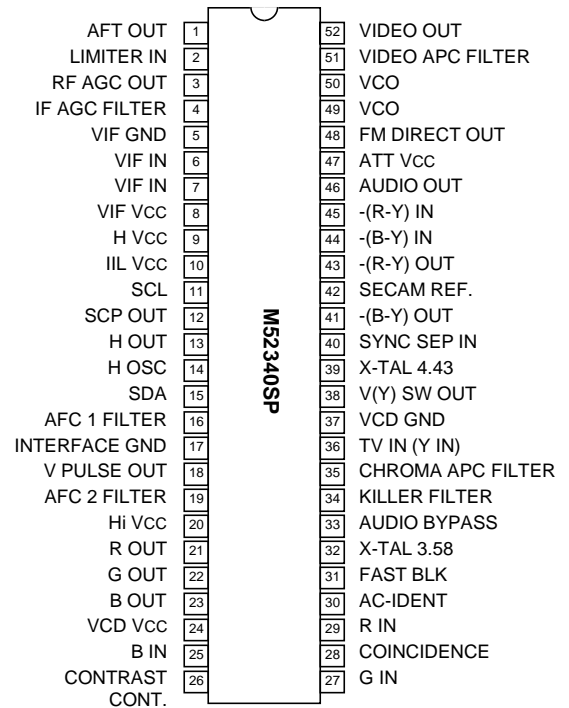 AFT OUT 1
LIMITER IN 2
RF AGC OUT 3
IF AGC FILTER 4
VIF GND 5
VIF IN 6
VIF IN 7
VIF VCC 8
H VCC 9
IIL VCC 10
SCL 11
SCP OUT 12
H OUT 13
H OSC 14
SDA 15
AFC 1 FILTER 16
INTERFACE GND 17
V PULSE OUT 18
AFC 2 FILTER 19
Hi VCC 20
R OUT 21
G OUT 22
B OUT 23
VCD VCC 24
B IN 25
CONTRAST 26
CONT.
M52340SP
52 VIDEO OUT
51 VIDEO APC FILTER
50 VCO
49 VCO
48 FM DIRECT OUT
47 ATT VCC
46 AUDIO OUT
45 -(R-Y) IN
44 -(B-Y) IN
43 -(R-Y) OUT
42 SECAM REF.
41 -(B-Y) OUT
40 SYNC SEP IN
39 X-TAL 4.43
38 V(Y) SW OUT
37 VCD GND
36 TV IN (Y IN)
35 CHROMA APC FILTER
34 KILLER FILTER
33 AUDIO BYPASS
32 X-TAL 3.58
31 FAST BLK
30 AC-IDENT
29 R IN
28 COINCIDENCE
27 G IN